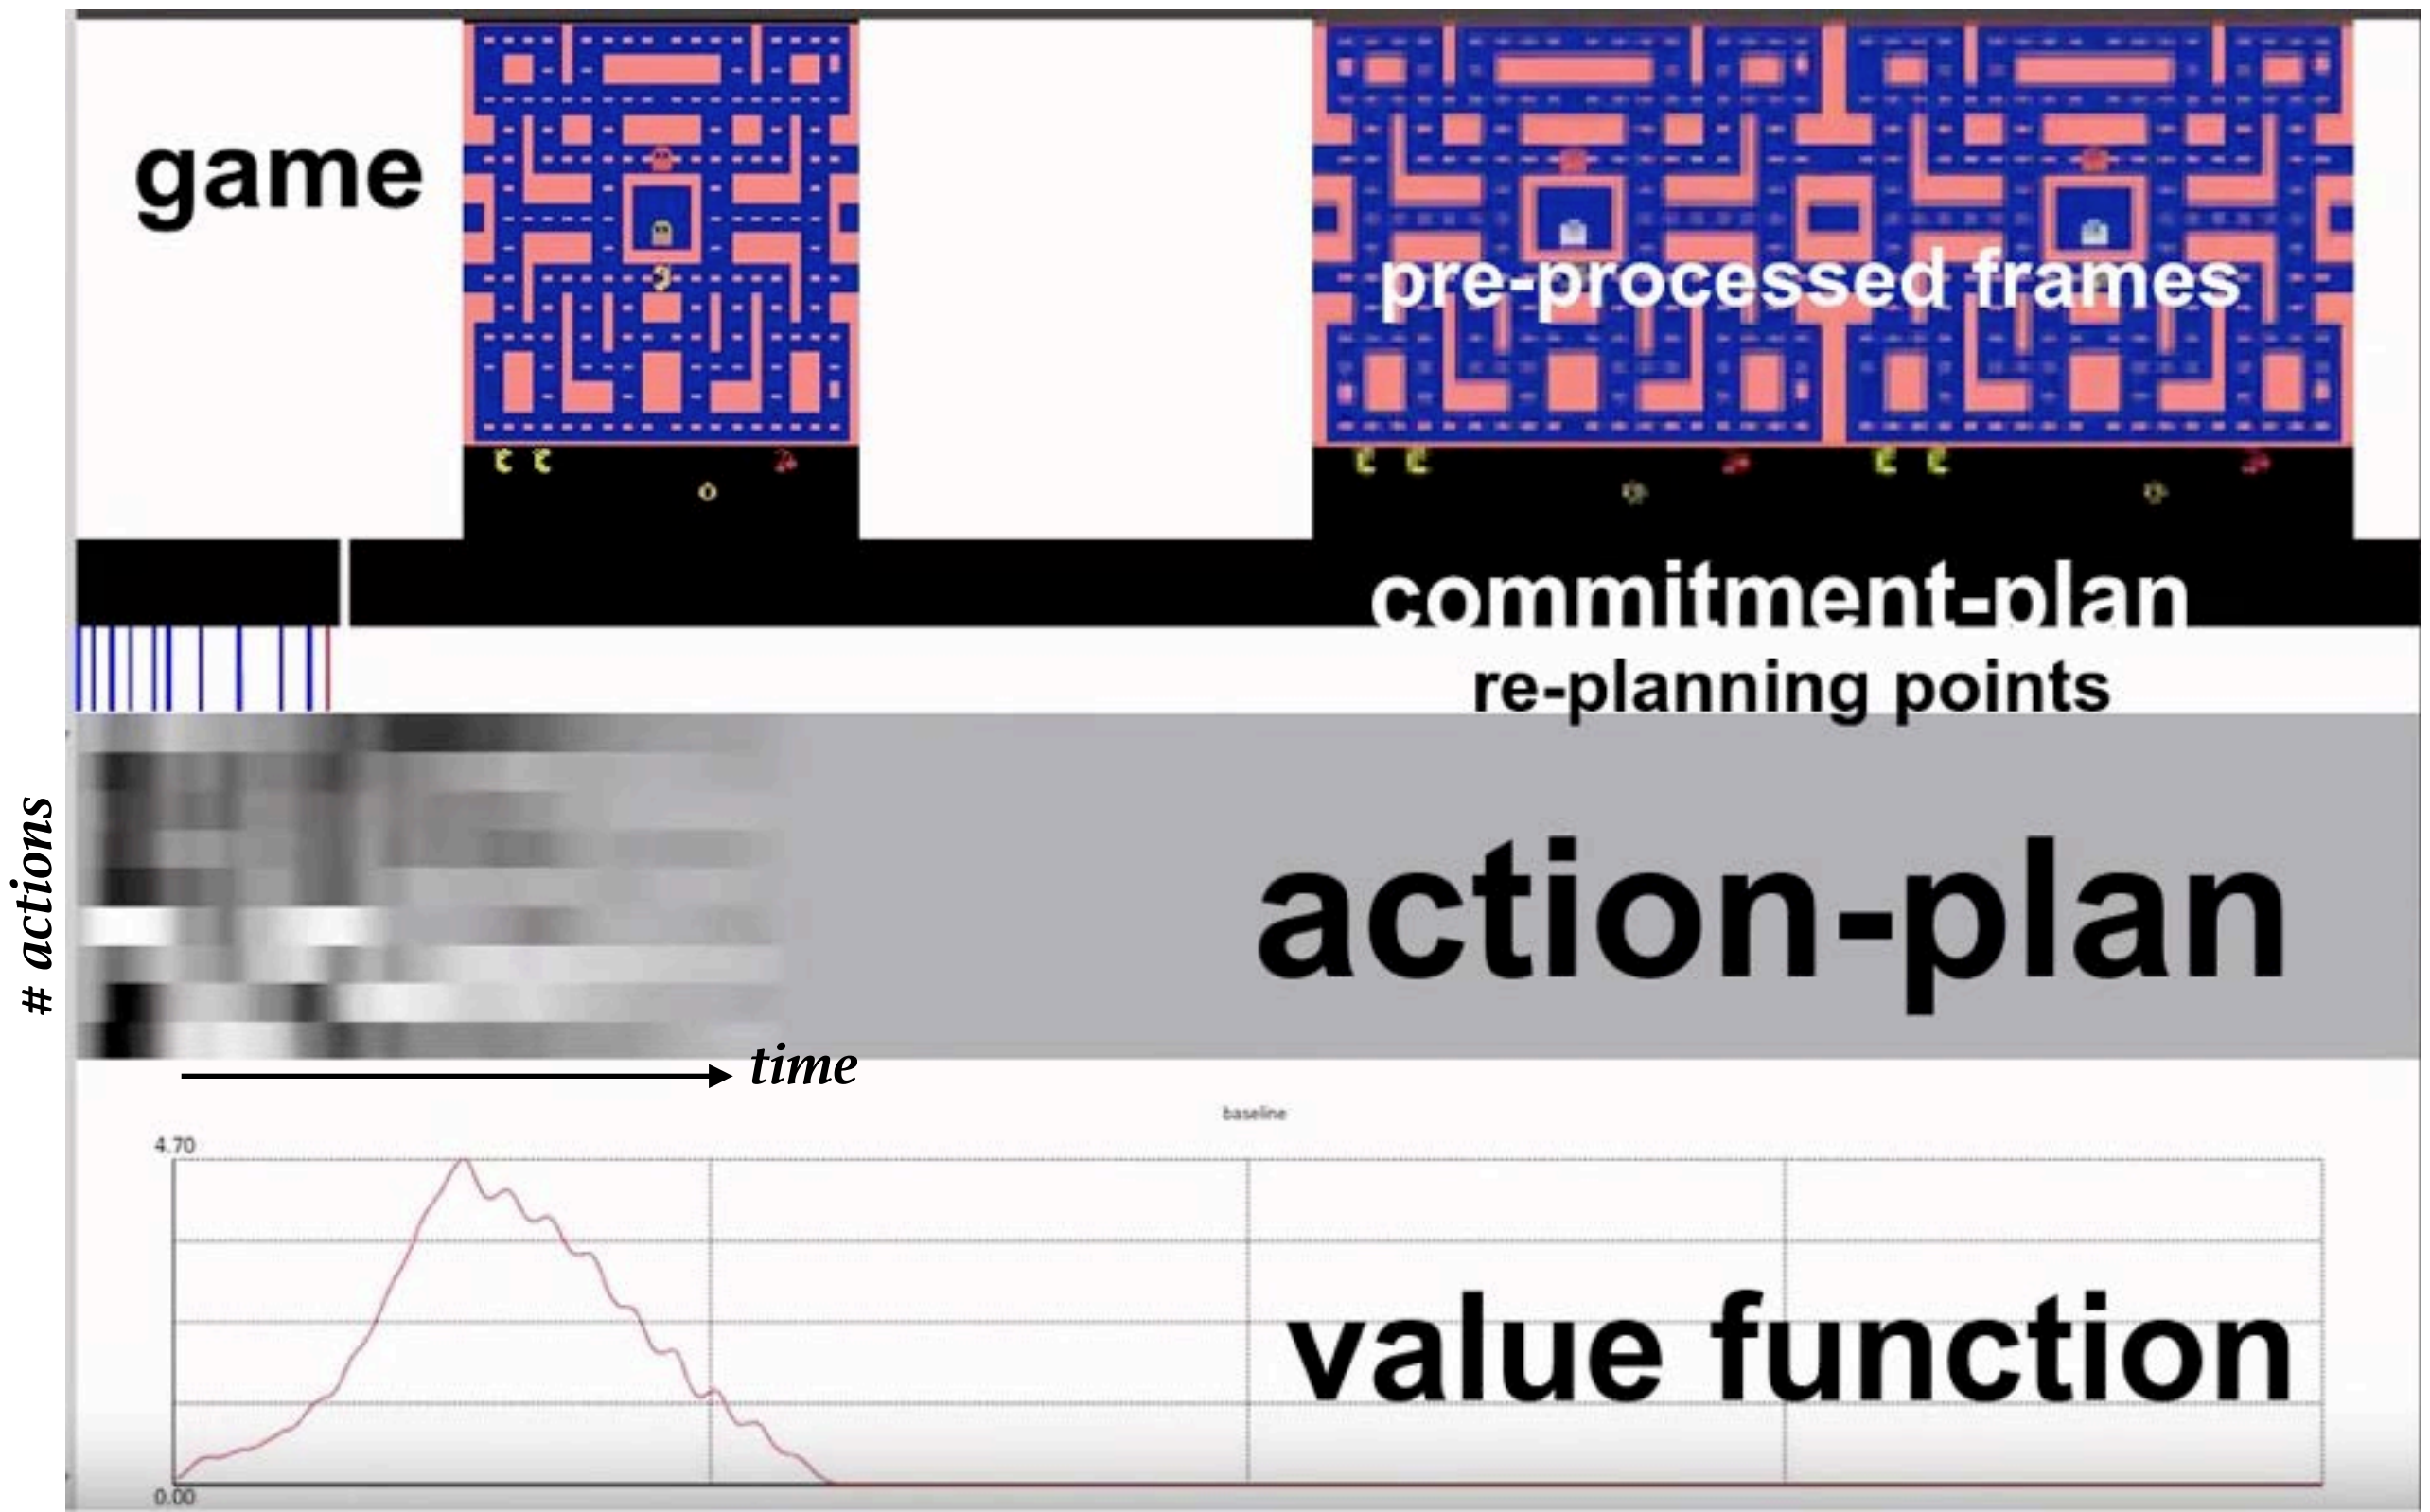 game
pre-processed frames
commitment-plan
re-planning points
# actions
action-plan
time
baseline
4.70
value function
0.00